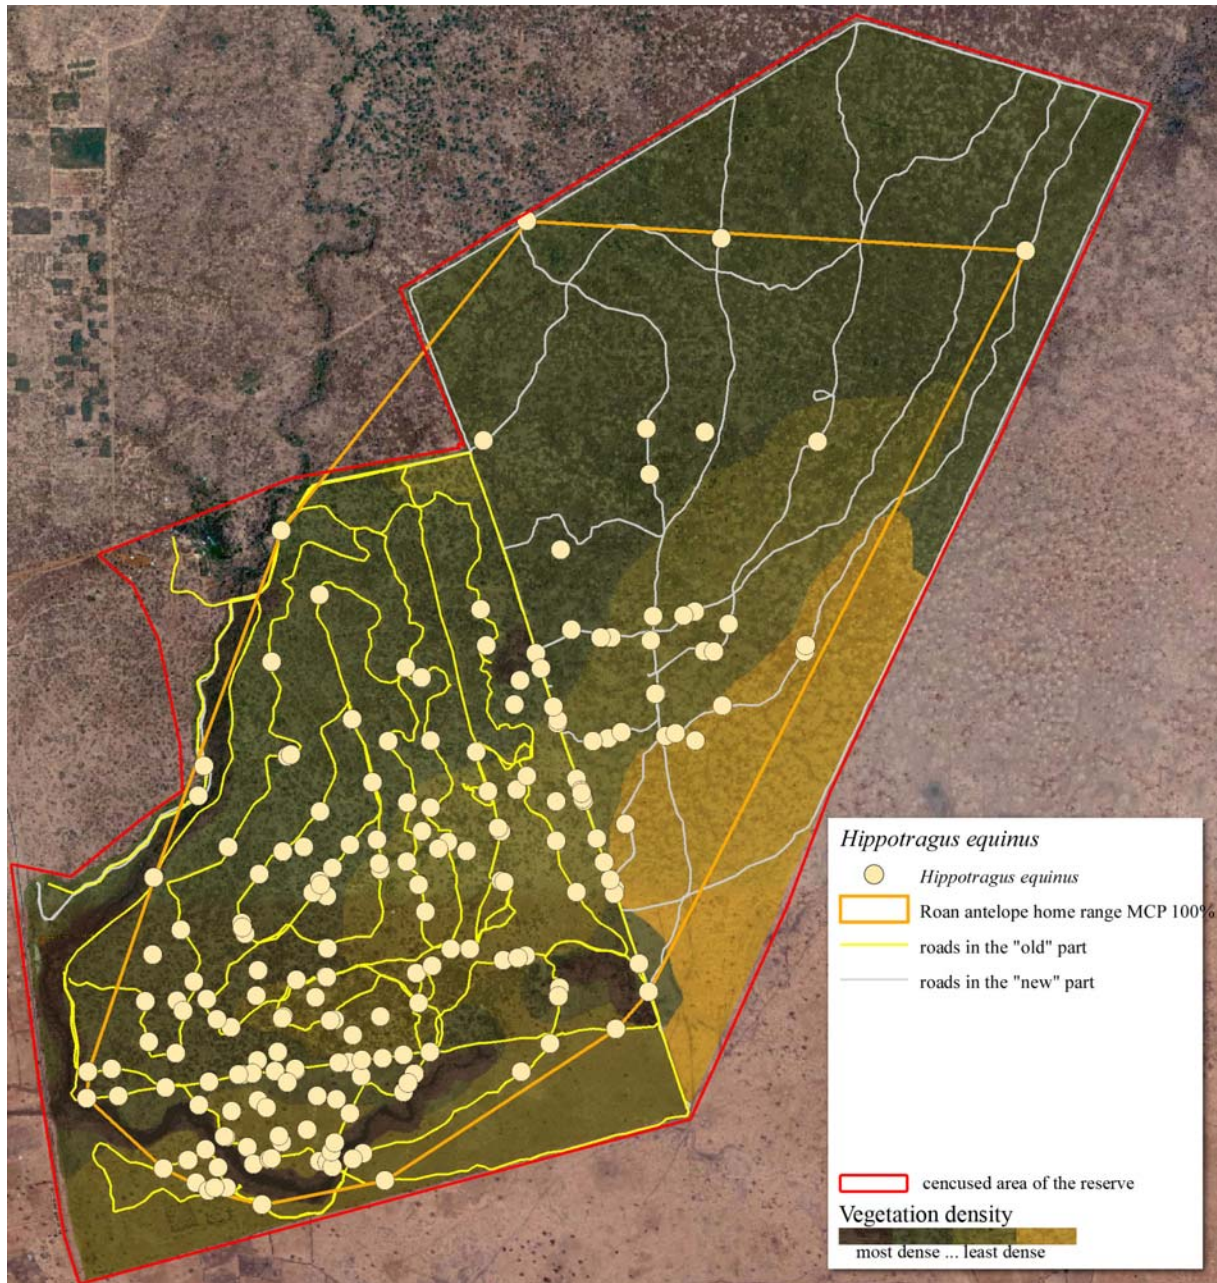 Hippotragus equinus
Hippotragus equinus
Roan antelope home range MCP 100%
roads in the "old" part
roads in the "new" part
cencused area of the reserve
Vegetation density
most dense ... least dense